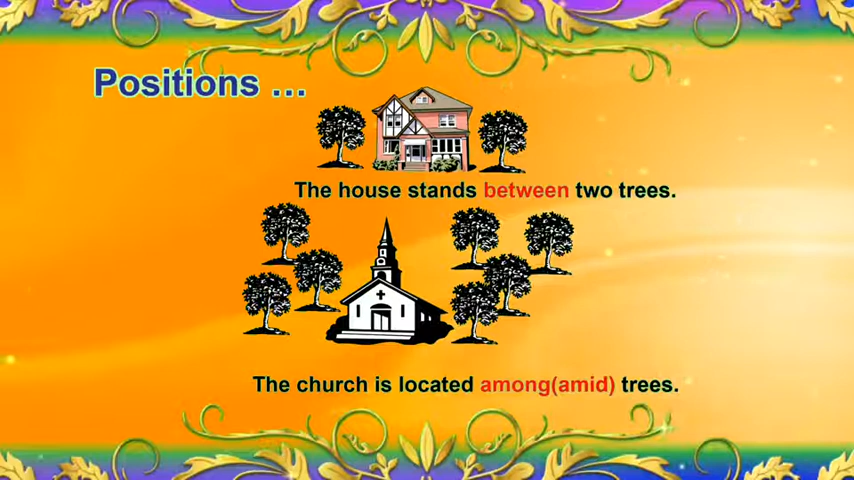 Positions ...
The house stands between two trees.
The church is located among(amid) trees.